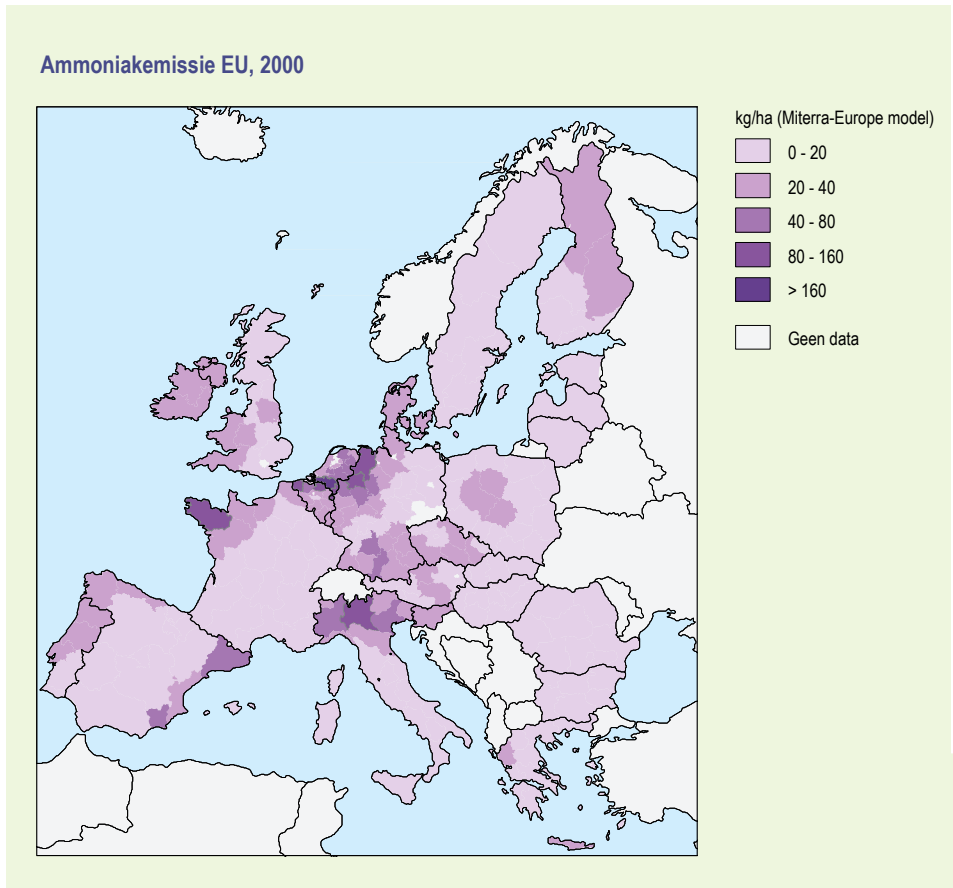 Ammoniakemissie EU, 2000
kg/ha (Miterra-Europe model)
0 - 20
20 - 40
40 - 80
80 - 160
> 160
Geen data